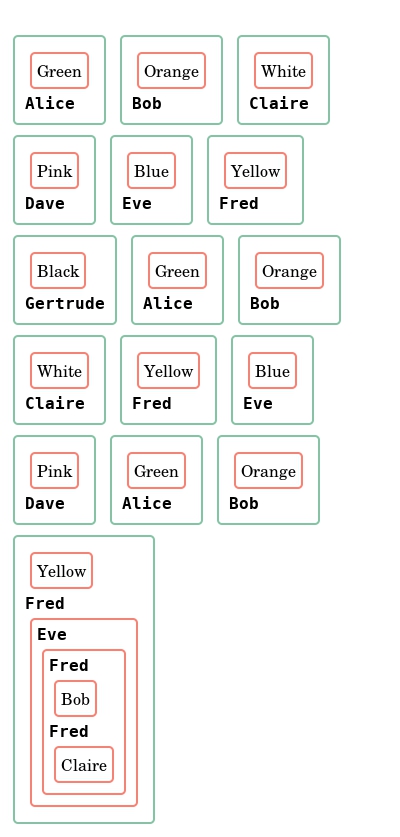 Green Orange White
Alice Bob Claire
Pink Blue Yellow
Dave Eve Fred
Black Green Orange
Gertrude Alice Bob
White Yellow Blue
Claire Fred Eve
Pink Green Orange
Dave Alice Bob
Yellow
Fred
Eve
Fred
Bob
Fred
Claire